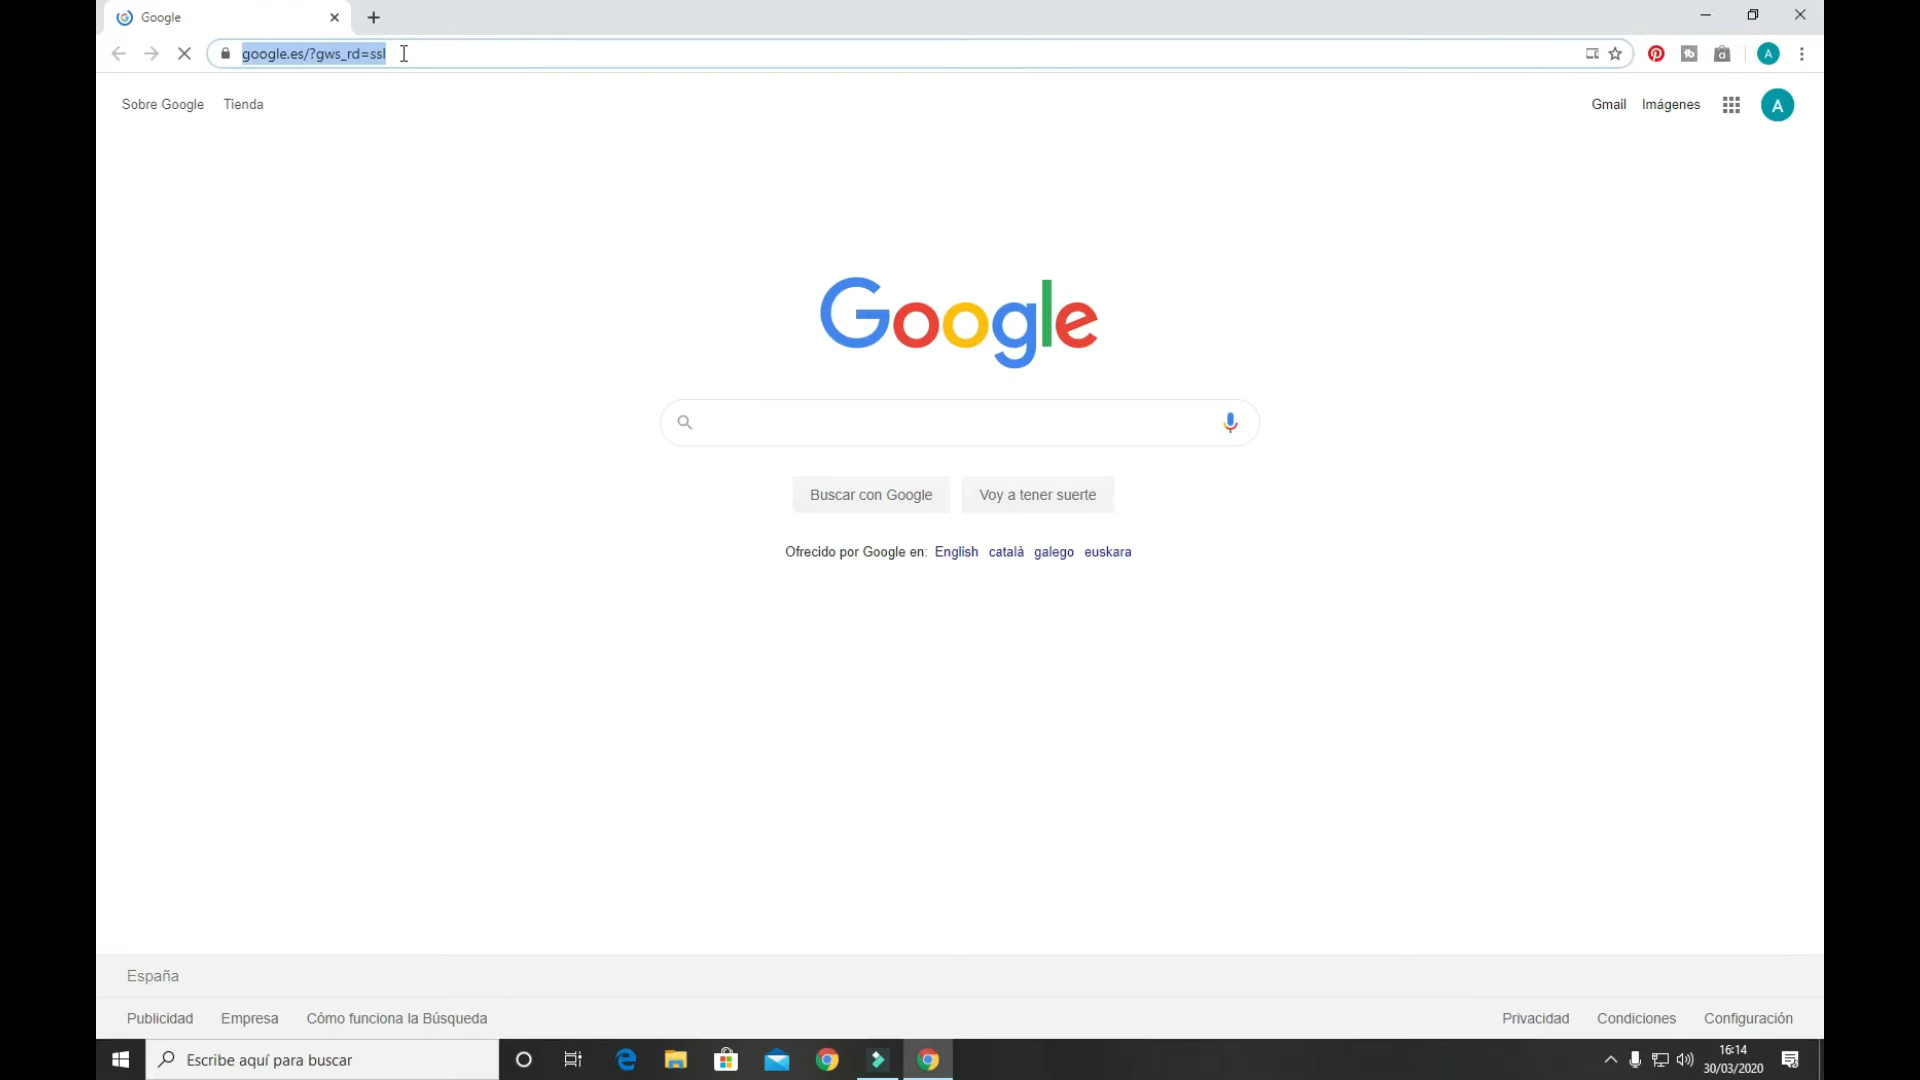 Google
google.es/?gws_rd=ssl
A
Sobre Google Tienda
Gmail Imágenes
A
Google
Buscar con Google Voy a tener suerte
Ofrecido por Google en: English català galego euskara
España
Publicidad Empresa Cómo funciona la Búsqueda
Privacidad Condiciones Configuración
Escribe aquí para buscar
16:14
30/03/2020